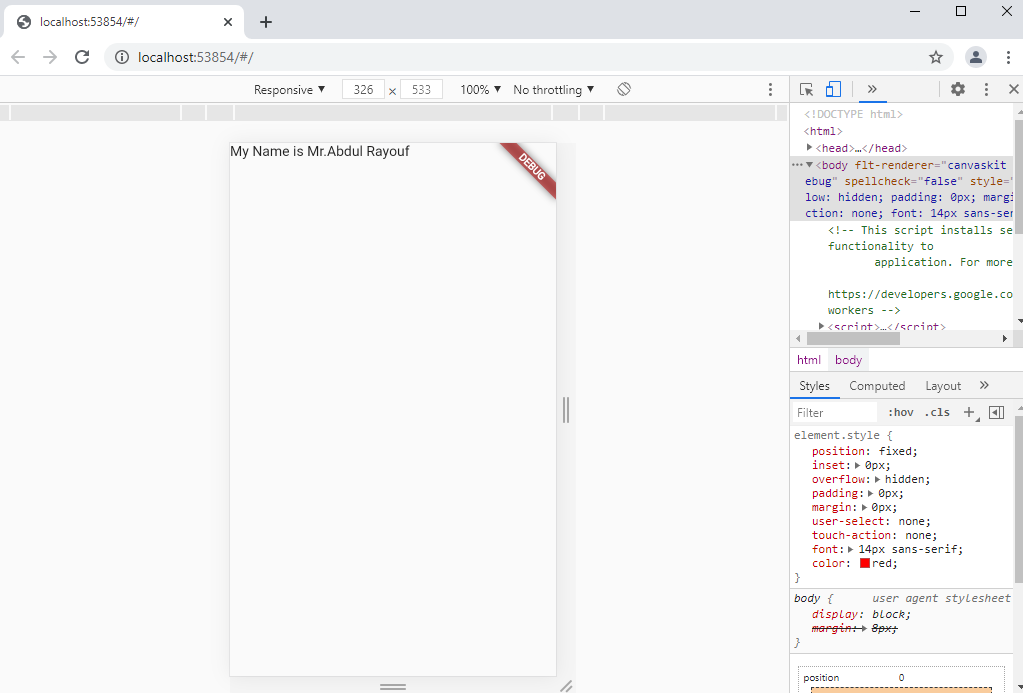 localhost:53854/#/
localhost:53854/#/
Responsive
326 x 533
100%
No throttling
My Name is Mr.Abdul Rayouf
DEBUG
<!DOCTYPE html>
<html>
<head>…</head>
<body flt-renderer="canvaskit
ebug" spellcheck="false" style="
low: hidden; padding: 0px; margi
ction: none; font: 14px sans-ser
<!-- This script installs se
functionality to
application. For more
https://developers.google.co
workers -->
<script>…</script>
html body
Styles Computed Layout
Filter :hov .cls
element.style {
position: fixed;
inset: 0px;
overflow: hidden;
padding: 0px;
margin: 0px;
user-select: none;
touch-action: none;
font: 14px sans-serif;
color: red;
}
body { user agent stylesheet
display: block;
margin: 8px;
}
position 0